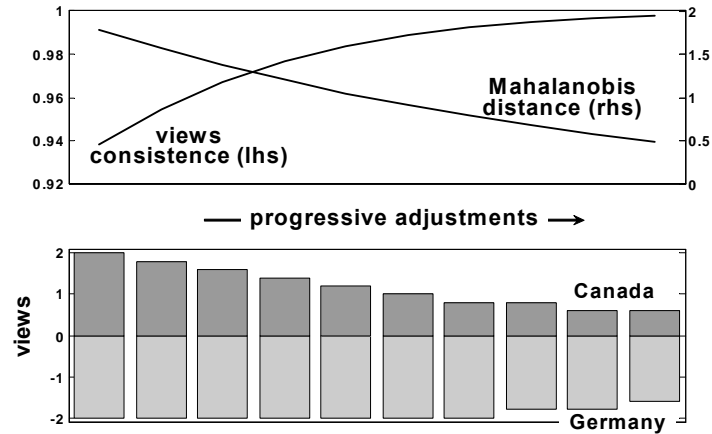 1
0.98
0.96
0.94
0.92
2
1.5
1
0.5
0
Mahalanobis
distance (rhs)
views
consistence (lhs)
progressive adjustments
views
2
1
0
-1
-2
Canada
Germany